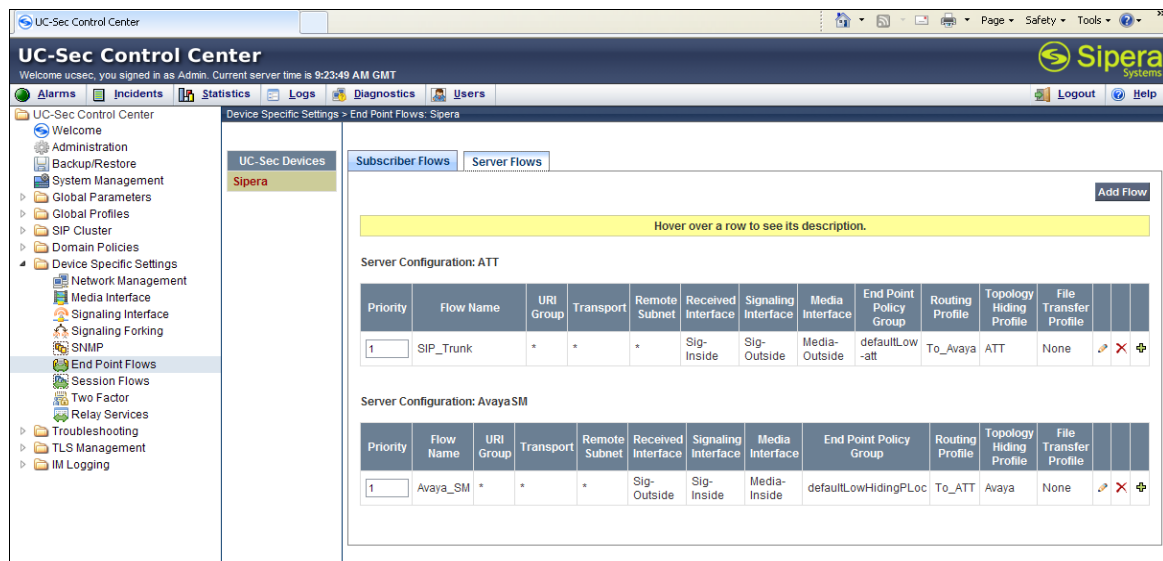 UC-Sec Control Center
Page Safety Tools
UC-Sec Control Center
Welcome ucsec, you signed in as Admin. Current server time is 9:23:49 AM GMT
Sipera
Systems
Alarms Incidents Statistics Logs Diagnostics Users Logout Help
UC-Sec Control Center
Welcome
Administration
Backup/Restore
System Management
Global Parameters
Global Profiles
SIP Cluster
Domain Policies
Device Specific Settings
Network Management
Media Interface
Signaling Interface
Signaling Forking
SNMP
End Point Flows
Session Flows
Two Factor
Relay Services
Troubleshooting
TLS Management
IM Logging
Device Specific Settings > End Point Flows: Sipera
UC-Sec Devices
Sipera
Subscriber Flows Server Flows
Add Flow
Hover over a row to see its description.
Server Configuration: ATT
Priority Flow Name URI Group Transport Remote Subnet Received Interface Signaling Interface Media Interface End Point Policy Group Routing Profile Topology Hiding Profile File Transfer Profile
1 SIP_Trunk * * * Sig-Inside Sig-Outside Media-Outside defaultLow-att To_Avaya ATT None
Server Configuration: AvayaSM
Priority Flow Name URI Group Transport Remote Subnet Received Interface Signaling Interface Media Interface End Point Policy Group Routing Profile Topology Hiding Profile File Transfer Profile
1 Avaya_SM * * * Sig-Outside Sig-Inside Media-Inside defaultLowHidingPLoc To_ATT Avaya None